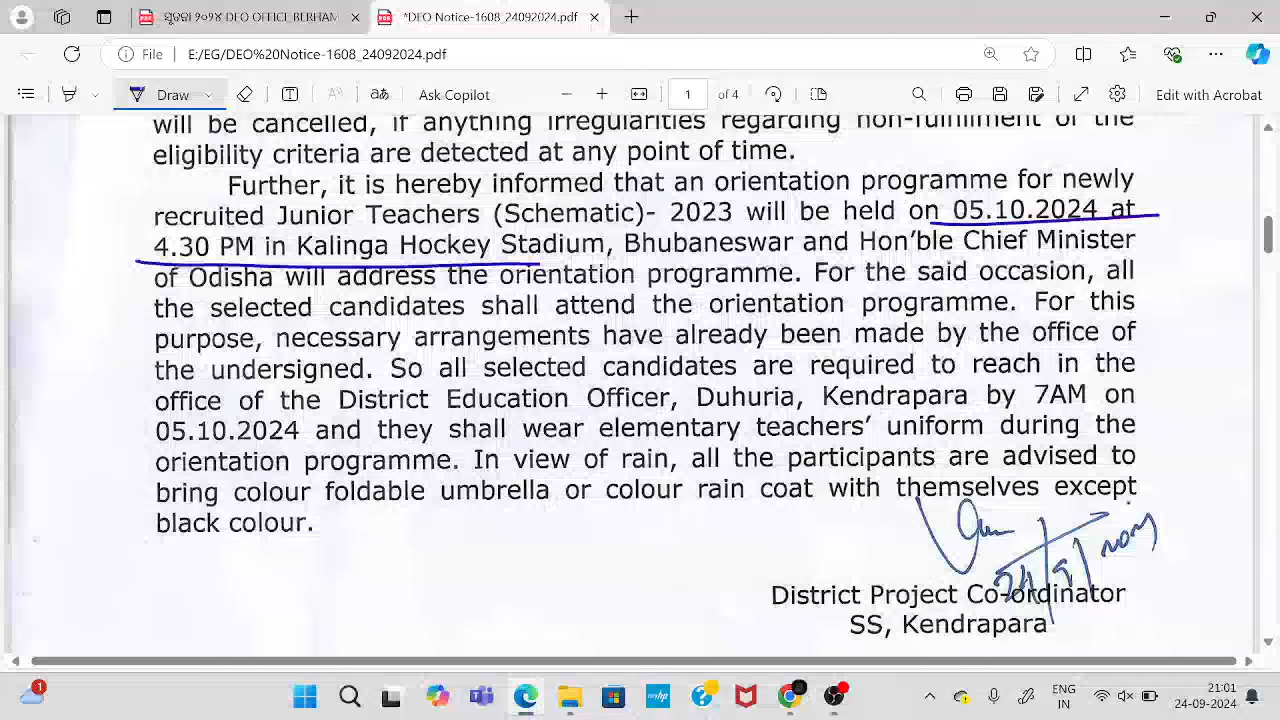 ଯୁଗ୍ମସଂଯୋଜକ DEO OFFICE BERHAM
*DEO Notice-1608_24092024.pdf
File
E:/EG/DEO%20Notice-1608_24092024.pdf
Draw
Ask Copilot
1
of 4
Edit with Acrobat
will be cancelled, if anything irregularities regarding non-fulfillment of the
eligibility criteria are detected at any point of time.
Further, it is hereby informed that an orientation programme for newly
recruited Junior Teachers (Schematic)- 2023 will be held on 05.10.2024 at
4.30 PM in Kalinga Hockey Stadium, Bhubaneswar and Hon'ble Chief Minister
of Odisha will address the orientation programme. For the said occasion, all
the selected candidates shall attend the orientation programme. For this
purpose, necessary arrangements have already been made by the office of
the undersigned. So all selected candidates are required to reach in the
office of the District Education Officer, Duhuria, Kendrapara by 7AM on
05.10.2024 and they shall wear elementary teachers' uniform during the
orientation programme. In view of rain, all the participants are advised to
bring colour foldable umbrella or colour rain coat with themselves except
black colour.
24/9/2024
District Project Co-ordinator
SS, Kendrapara
1
myhp
ENG
IN
21:01
24-09-2024